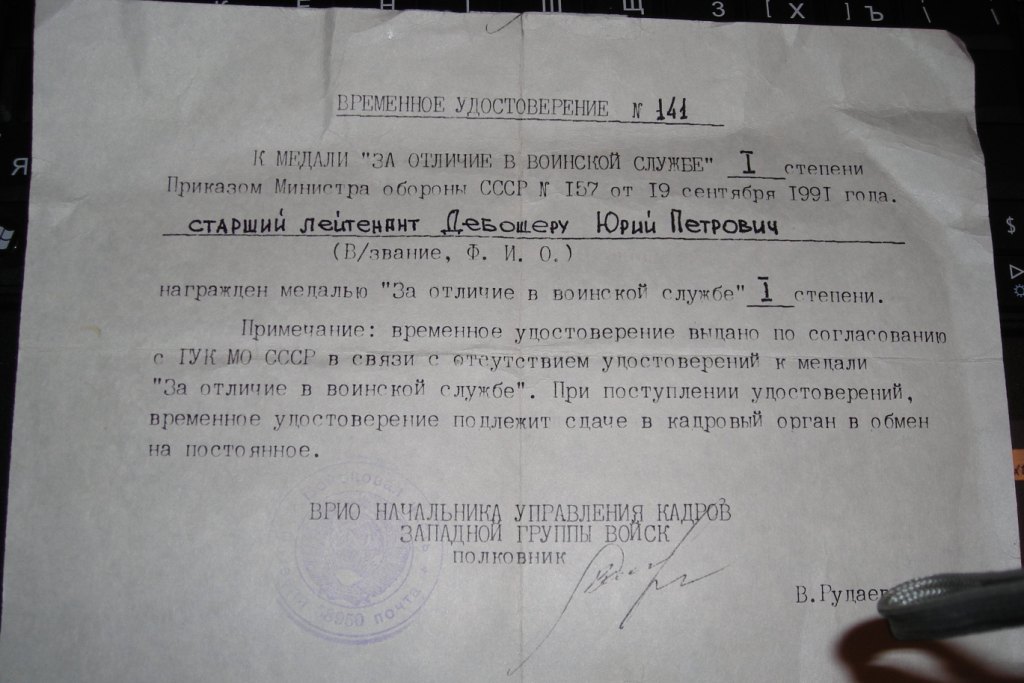 Е Н Ш Щ З [ Х ] Ъ \ \
Я
$
ВРЕМЕННОЕ УДОСТОВЕРЕНИЕ № 141
К МЕДАЛИ "ЗА ОТЛИЧИЕ В ВОИНСКОЙ СЛУЖБЕ" I степени
Приказом Министра обороны СССР № 157 от 19 сентября 1991 года.
старший лейтенант Дебошеру Юрий Петрович
(В/звание, Ф. И. О.)
награжден медалью "За отличие в воинской службе" I степени.
Примечание: временное удостоверение выдано по согласованию
с ГУК МО СССР в связи с отсутствием удостоверений к медали
"За отличие в воинской службе". При поступлении удостоверений,
временное удостоверение подлежит сдаче в кадровый орган в обмен
на постоянное.
ВРИО НАЧАЛЬНИКА УПРАВЛЕНИЯ КАДРОВ
ЗАПАДНОЙ ГРУППЫ ВОЙСК
полковник
В.Рудаев
почта